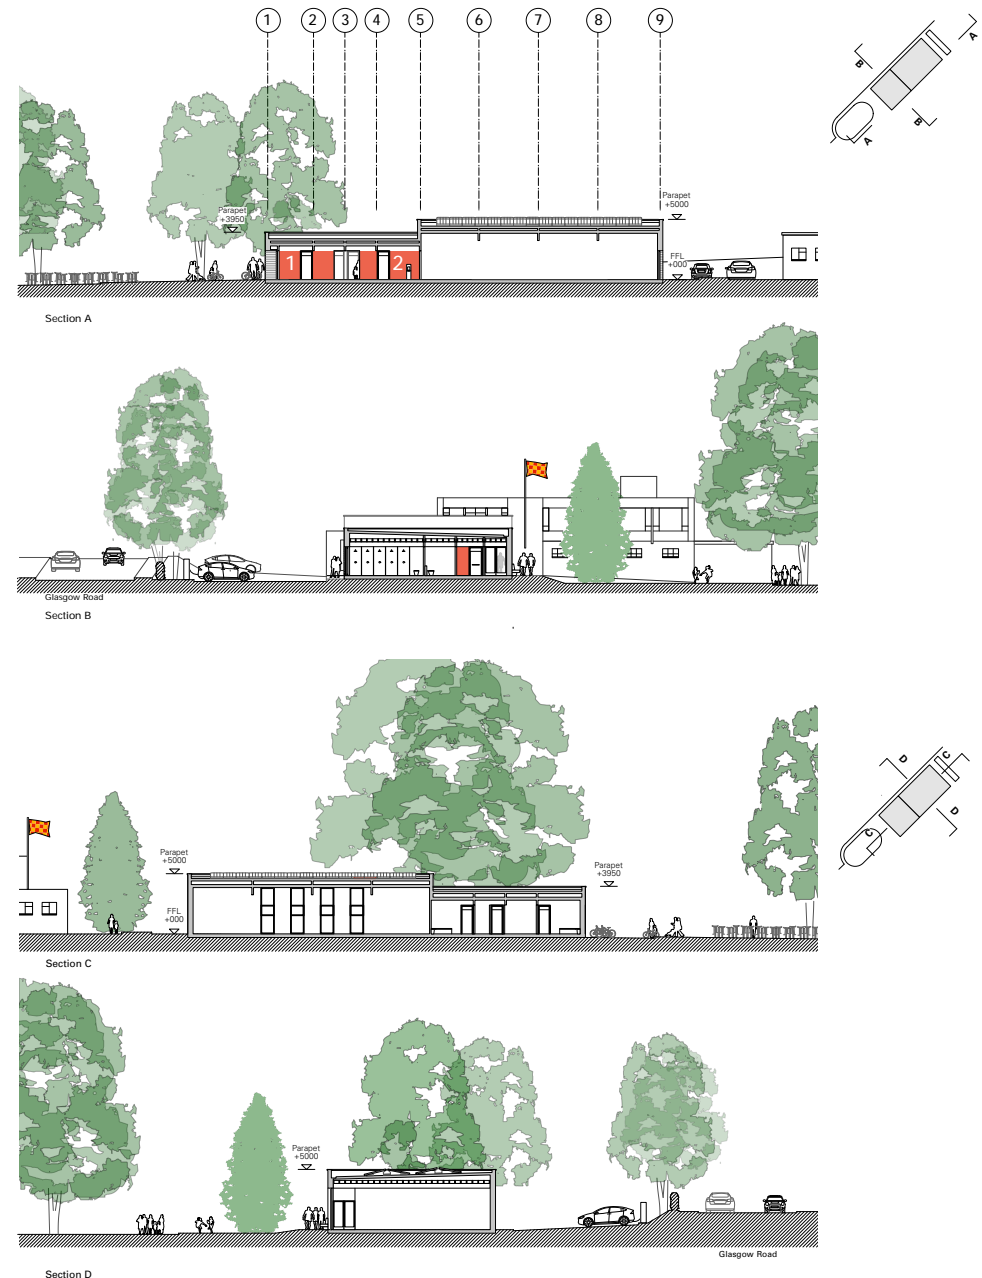 1 2 3 4 5 6 7 8 9
A
B
B
A
Parapet
+5000
Parapet
+3950
FFL
+000
1 2
Section A
Glasgow Road
Section B
D
C
D
C
Parapet
+5000
Parapet
+3950
FFL
+000
Section C
Parapet
+5000
Glasgow Road
Section D